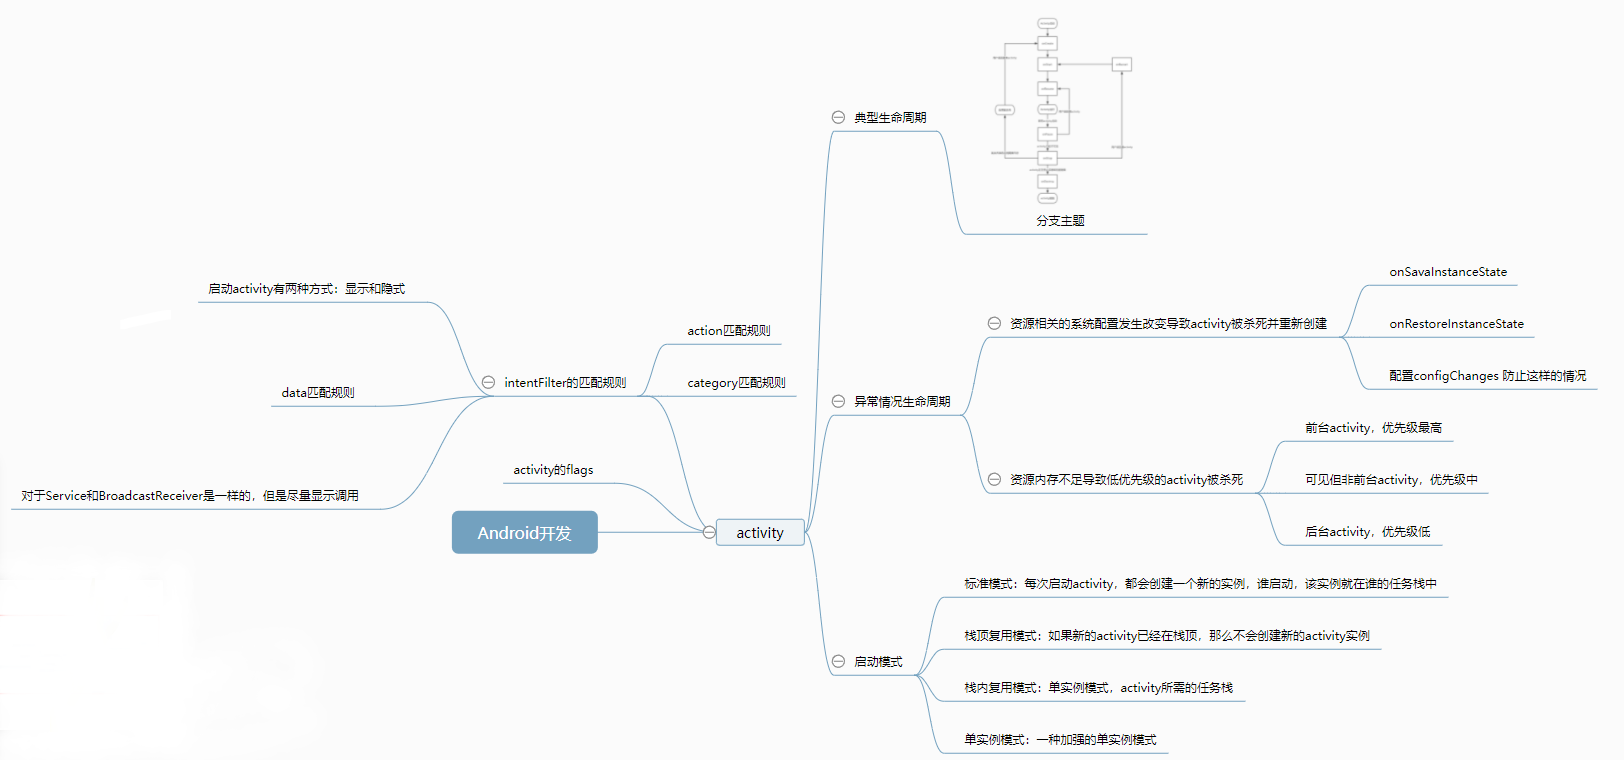 典型生命周期
分支主题
启动activity有两种方式：显示和隐式
action匹配规则
intentFilter的匹配规则
category匹配规则
data匹配规则
对于Service和BroadcastReceiver是一样的，但是尽量显示调用
activity的flags
Android开发
activity
onSavaInstanceState
资源相关的系统配置发生改变导致activity被杀死并重新创建
onRestoreInstanceState
配置configChanges 防止这样的情况
异常情况生命周期
前台activity，优先级最高
资源内存不足导致低优先级的activity被杀死
可见但非前台activity，优先级中
后台activity，优先级低
标准模式：每次启动activity，都会创建一个新的实例，谁启动，该实例就在谁的任务栈中
栈顶复用模式：如果新的activity已经在栈顶，那么不会创建新的activity实例
启动模式
栈内复用模式：单实例模式，activity所需的任务栈
单实例模式：一种加强的单实例模式